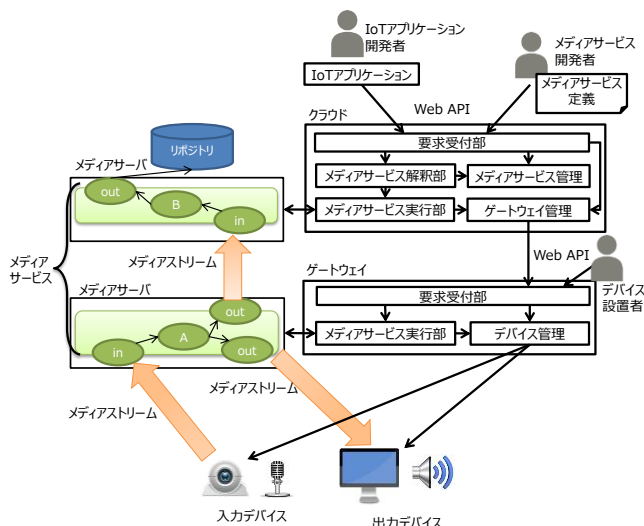 IoTアプリケーション
開発者
メディアサービス
開発者
IoTアプリケーション
メディアサービス
定義
クラウド
Web API
要求受付部
リポジトリ
メディアサーバ
メディアサービス解釈部
メディアサービス管理
out
B
in
メディアサービス実行部
ゲートウェイ管理
メディア
サービス
メディアストリーム
Web API
ゲートウェイ
デバイス
設置者
メディアサーバ
要求受付部
out
A
in
out
メディアサービス実行部
デバイス管理
メディアストリーム
メディアストリーム
入力デバイス
出力デバイス